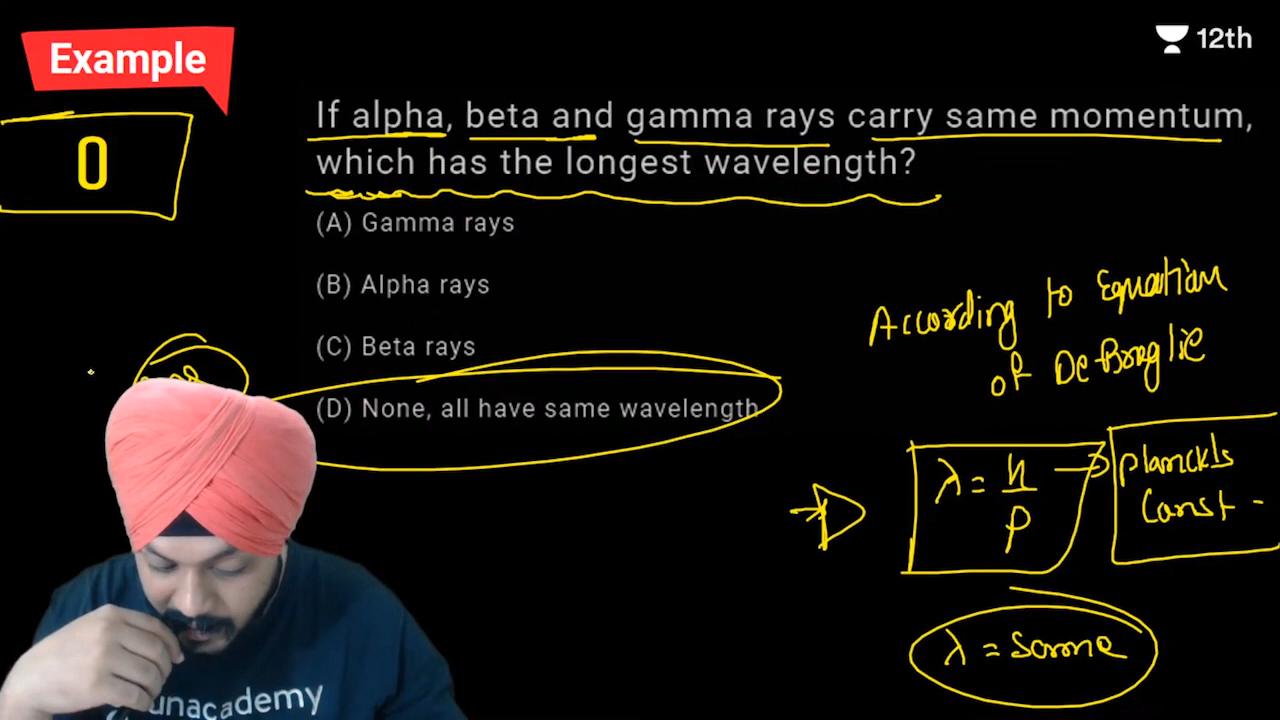 Example
12th
0
If alpha, beta and gamma rays carry same momentum,
which has the longest wavelength?
(A) Gamma rays
(B) Alpha rays
(C) Beta rays
(D) None, all have same wavelength
According to Equation
of De Broglie
λ = h/p
Planck's
Const -
λ = same
unacademy